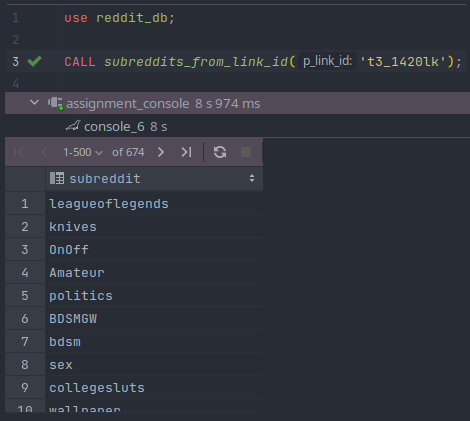 1 use reddit_db;
2
3 CALL subreddits_from_link_id( p_link_id: 't3_1420lk');
4
assignment_console 8 s 974 ms
console_6 8 s
1-500 of 674
subreddit
1 leagueoflegends
2 knives
3 OnOff
4 Amateur
5 politics
6 BDSMGW
7 bdsm
8 sex
9 collegesluts
10 wallpaper